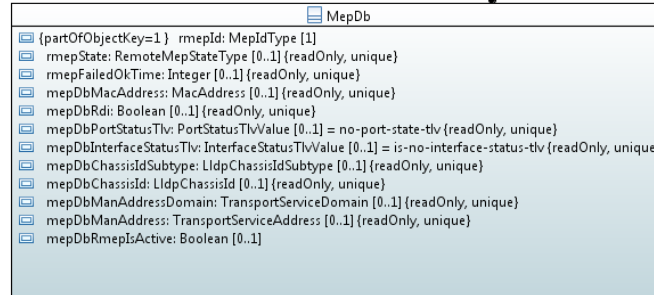 MepDb
{partOfObjectKey=1 } rmepId: MepIdType [1]
rmepState: RemoteMepStateType [0..1] {readOnly, unique}
rmepFailedOkTime: Integer [0..1] {readOnly, unique}
mepDbMacAddress: MacAddress [0..1] {readOnly, unique}
mepDbRdi: Boolean [0..1] {readOnly, unique}
mepDbPortStatusTlv: PortStatusTlvValue [0..1] = no-port-state-tlv {readOnly, unique}
mepDbInterfaceStatusTlv: InterfaceStatusTlvValue [0..1] = is-no-interface-status-tlv {readOnly, unique
mepDbChassisIdSubtype: LldpChassisIdSubtype [0..1] {readOnly, unique}
mepDbChassisId: LldpChassisId [0..1] {readOnly, unique}
mepDbManAddressDomain: TransportServiceDomain [0..1] {readOnly, unique}
mepDbManAddress: TransportServiceAddress [0..1] {readOnly, unique}
mepDbRmepIsActive: Boolean [0..1]